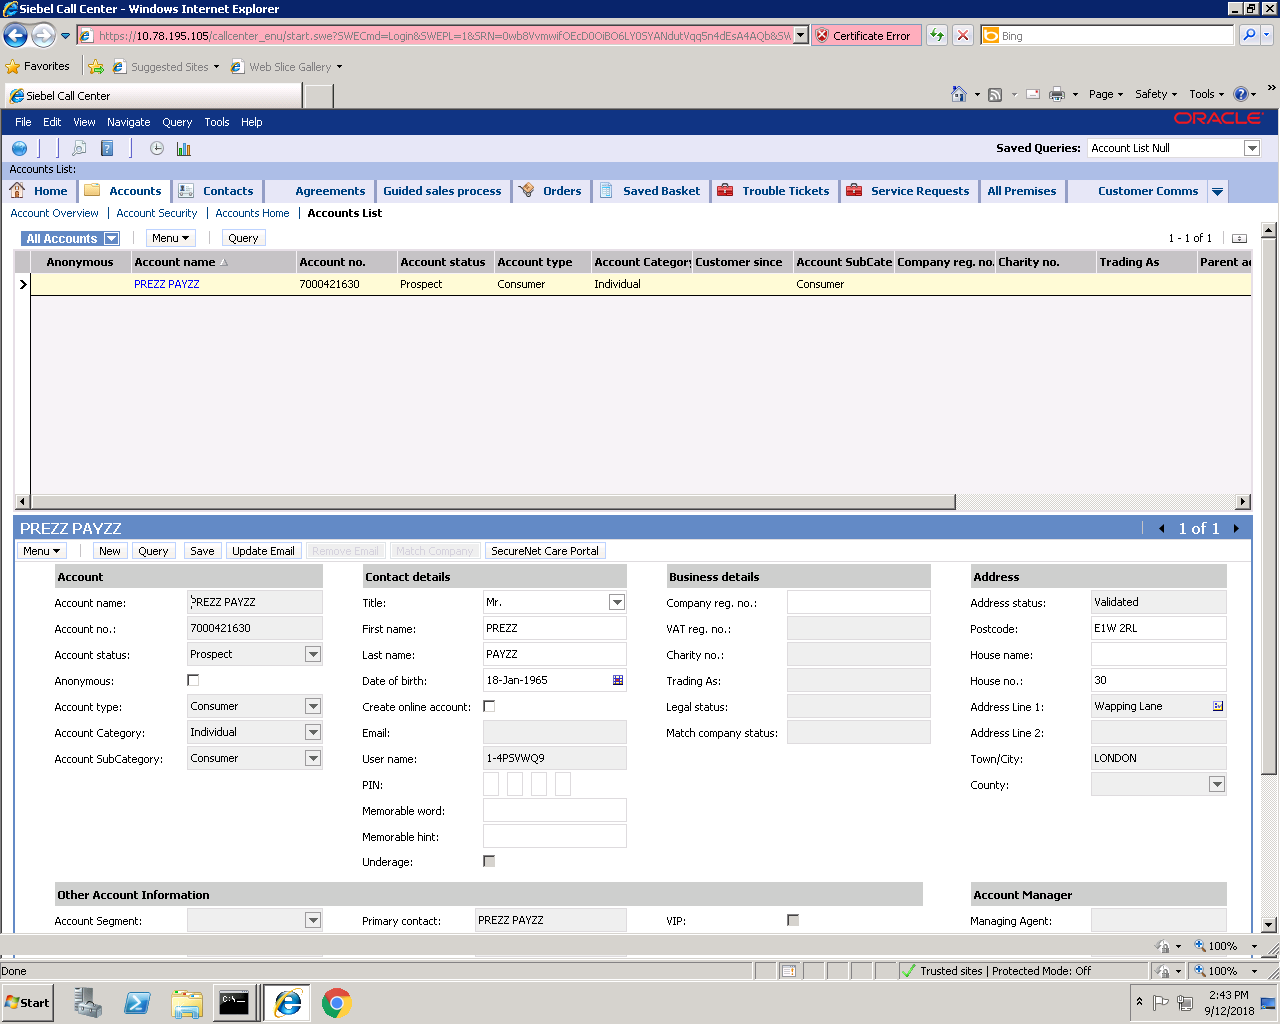 Siebel Call Center - Windows Internet Explorer
https://10.78.195.105/callcenter_enu/start.swe?SWECmd=Login&SWEPL=1&SRN= Certificate Error Bing
Favorites Suggested Sites Web Slice Gallery
Siebel Call Center Page Safety Tools
File Edit View Navigate Query Tools Help ORACLE
Saved Queries: Account List Null
Accounts List:
Home Accounts Contacts Agreements Guided sales process Orders Saved Basket Trouble Tickets Service Requests All Premises Customer Comms
Account Overview | Account Security | Accounts Home | Accounts List
All Accounts Menu Query 1 - 1 of 1
Anonymous Account name Account no. Account status Account type Account Category Customer since Account SubCate Company reg. no. Charity no. Trading As Parent ac
PREZZ PAYZZ 7000421630 Prospect Consumer Individual Consumer
PREZZ PAYZZ 1 of 1
Menu New Query Save Update Email Remove Email Match Company SecureNet Care Portal
Account Contact details Business details Address
Account name: PREZZ PAYZZ Title: Mr. Company reg. no.: Address status: Validated
Account no.: 7000421630 First name: PREZZ VAT reg. no.: Postcode: E1W 2RL
Account status: Prospect Last name: PAYZZ Charity no.: House name:
Anonymous: Date of birth: 18-Jan-1965 Trading As: House no.: 30
Account type: Consumer Create online account: Legal status: Address Line 1: Wapping Lane
Account Category: Individual Email: Match company status: Address Line 2:
Account SubCategory: Consumer User name: 1-4PSVWQ9 Town/City: LONDON
PIN: County:
Memorable word:
Memorable hint:
Underage:
Other Account Information Account Manager
Account Segment: Primary contact: PREZZ PAYZZ VIP: Managing Agent:
100%
Done Trusted sites | Protected Mode: Off 100%
Start 2:43 PM
9/12/2018